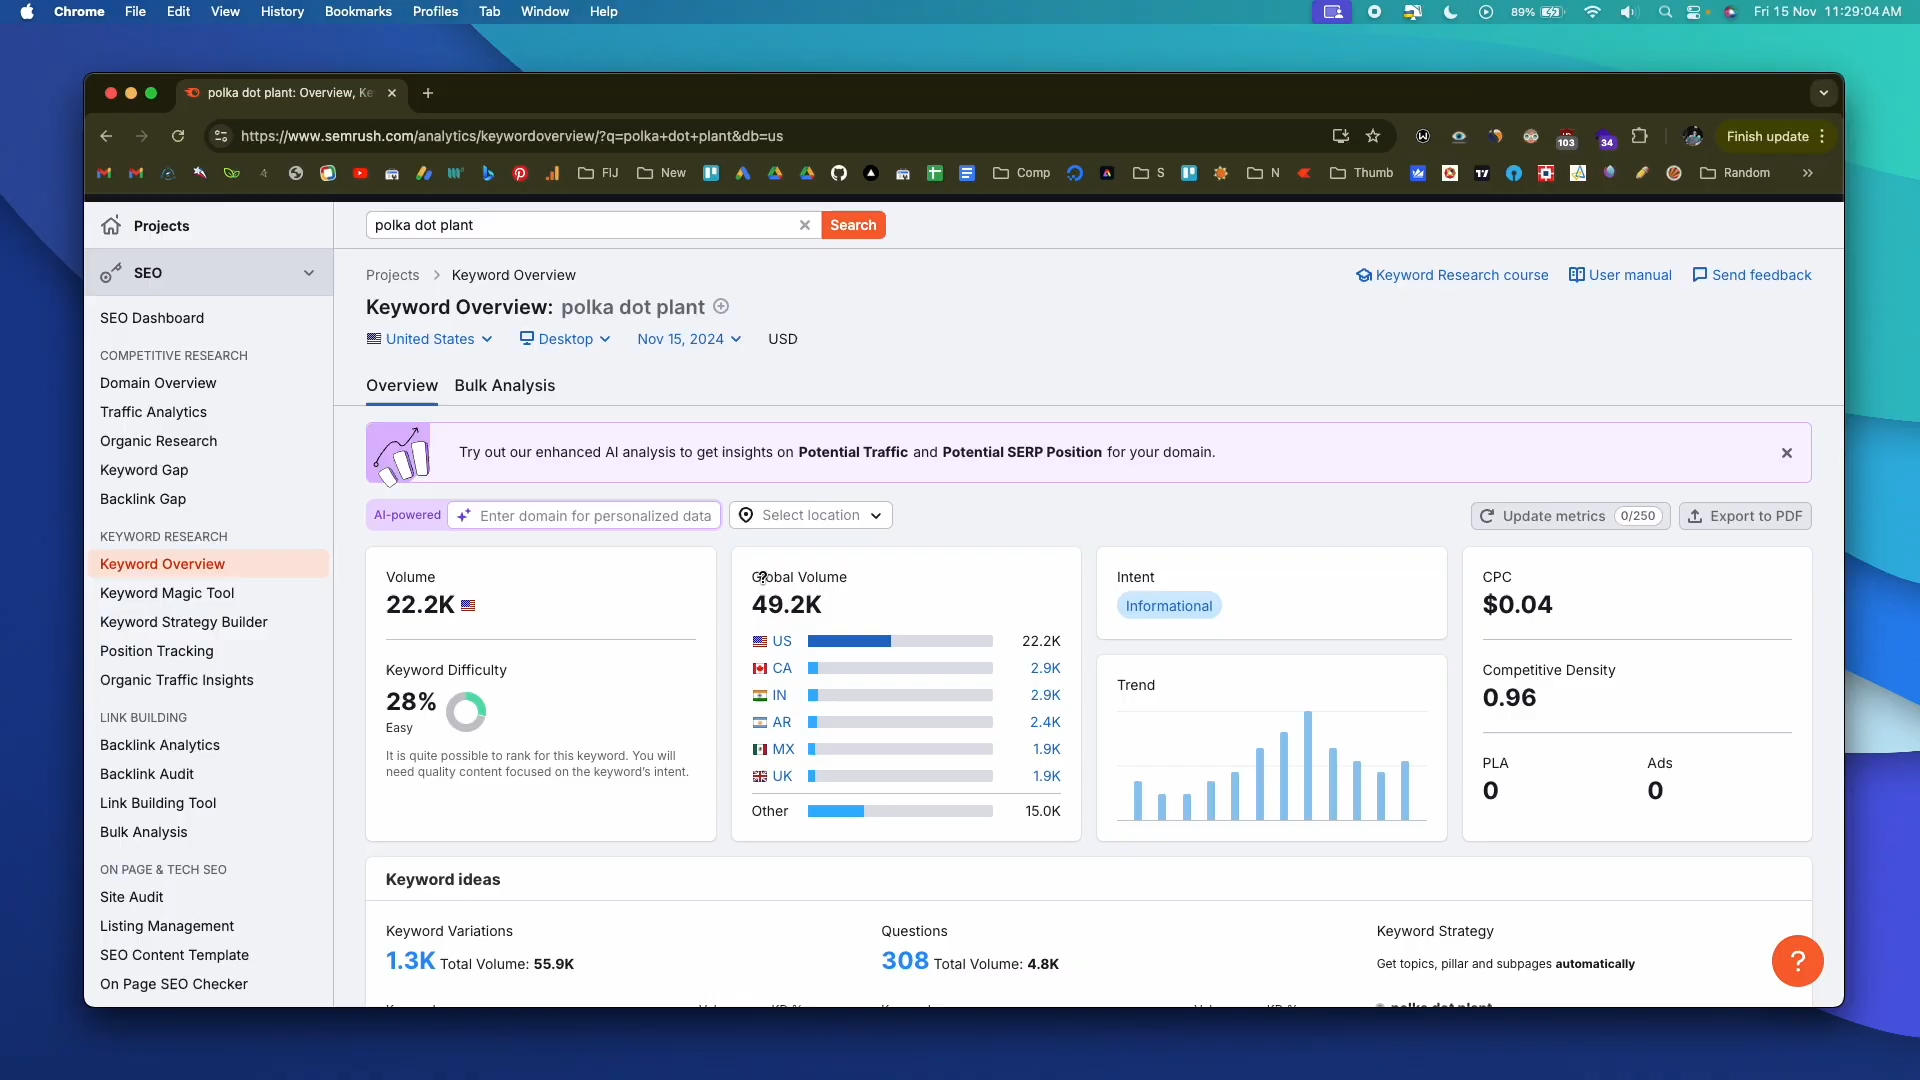 Chrome File Edit View History Bookmarks Profiles Tab Window Help 89% Fri 15 Nov 11:29:04 AM
polka dot plant: Overview, Ke
https://www.semrush.com/analytics/keywordoverview/?q=polka+dot+plant&db=us 103 34 Finish update
FIJ New Comp S N Thumb Random
Projects
SEO
SEO Dashboard
COMPETITIVE RESEARCH
Domain Overview
Traffic Analytics
Organic Research
Keyword Gap
Backlink Gap
KEYWORD RESEARCH
Keyword Overview
Keyword Magic Tool
Keyword Strategy Builder
Position Tracking
Organic Traffic Insights
LINK BUILDING
Backlink Analytics
Backlink Audit
Link Building Tool
Bulk Analysis
ON PAGE & TECH SEO
Site Audit
Listing Management
SEO Content Template
On Page SEO Checker
polka dot plant Search
Projects > Keyword Overview Keyword Research course User manual Send feedback
Keyword Overview: polka dot plant
United States Desktop Nov 15, 2024 USD
Overview Bulk Analysis
Try out our enhanced AI analysis to get insights on Potential Traffic and Potential SERP Position for your domain.
AI-powered Enter domain for personalized data Select location Update metrics 0/250 Export to PDF
Volume
22.2K
Keyword Difficulty
28%
Easy
It is quite possible to rank for this keyword. You will
need quality content focused on the keyword's intent.
Global Volume
49.2K
US 22.2K
CA 2.9K
IN 2.9K
AR 2.4K
MX 1.9K
UK 1.9K
Other 15.0K
Intent
Informational
Trend
CPC
$0.04
Competitive Density
0.96
PLA Ads
0 0
Keyword ideas
Keyword Variations
1.3K Total Volume: 55.9K
Questions
308 Total Volume: 4.8K
Keyword Strategy
Get topics, pillar and subpages automatically
polka dot plant
?